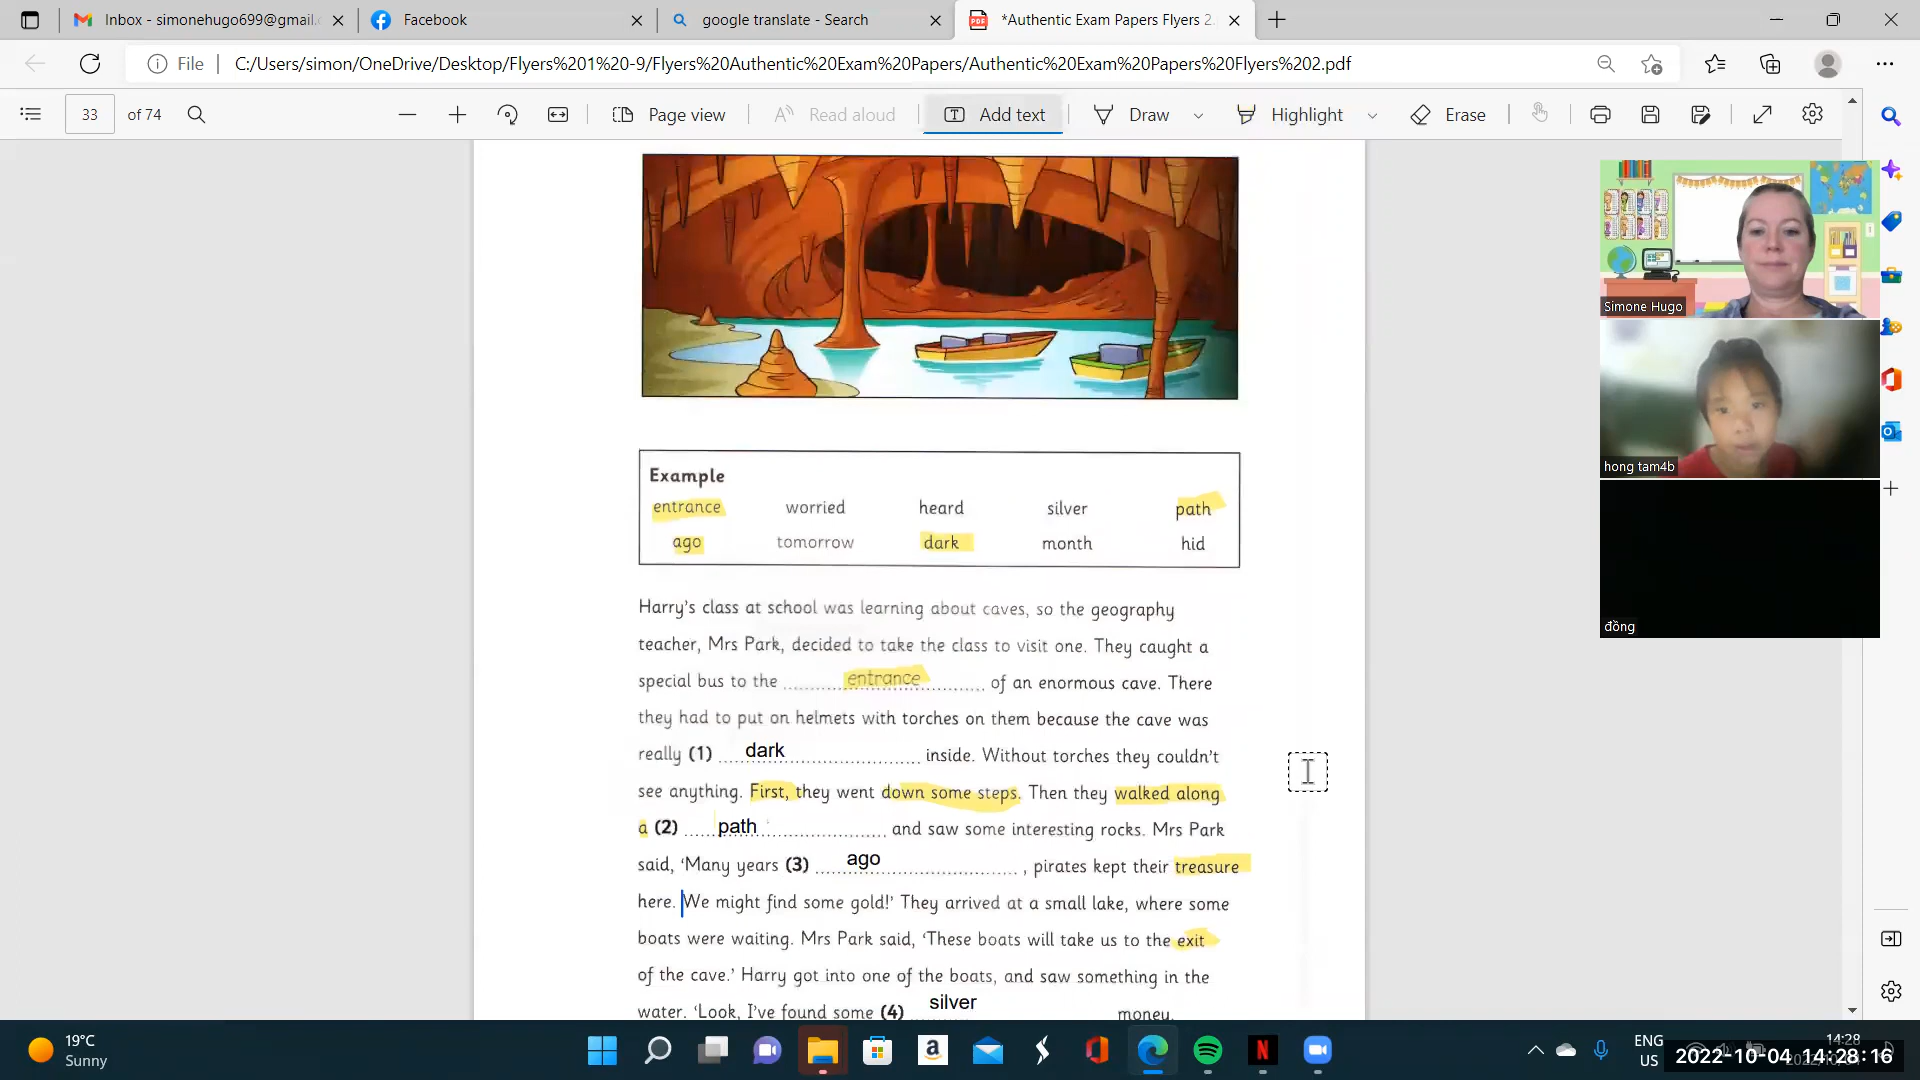 Inbox - simonehugo699@gmail.
Facebook
google translate - Search
*Authentic Exam Papers Flyers 2
File
C:/Users/simon/OneDrive/Desktop/Flyers%201%20-9/Flyers%20Authentic%20Exam%20Papers/Authentic%20Exam%20Papers%20Flyers%202.pdf
33 of 74
Page view
Read aloud
Add text
Draw
Highlight
Erase
Simone Hugo
hong tam4b
đồng
Example
entrance worried heard silver path
ago tomorrow dark month hid
Harry's class at school was learning about caves, so the geography
teacher, Mrs Park, decided to take the class to visit one. They caught a
special bus to the entrance of an enormous cave. There
they had to put on helmets with torches on them because the cave was
really (1) dark inside. Without torches they couldn't
see anything. First, they went down some steps. Then they walked along
a (2) path and saw some interesting rocks. Mrs Park
said, 'Many years (3) ago , pirates kept their treasure
here. We might find some gold!' They arrived at a small lake, where some
boats were waiting. Mrs Park said, 'These boats will take us to the exit
of the cave.' Harry got into one of the boats, and saw something in the
water. 'Look, I've found some (4) silver money.
19°C
Sunny
ENG
US
14:28
2022-10-04 14:28:16